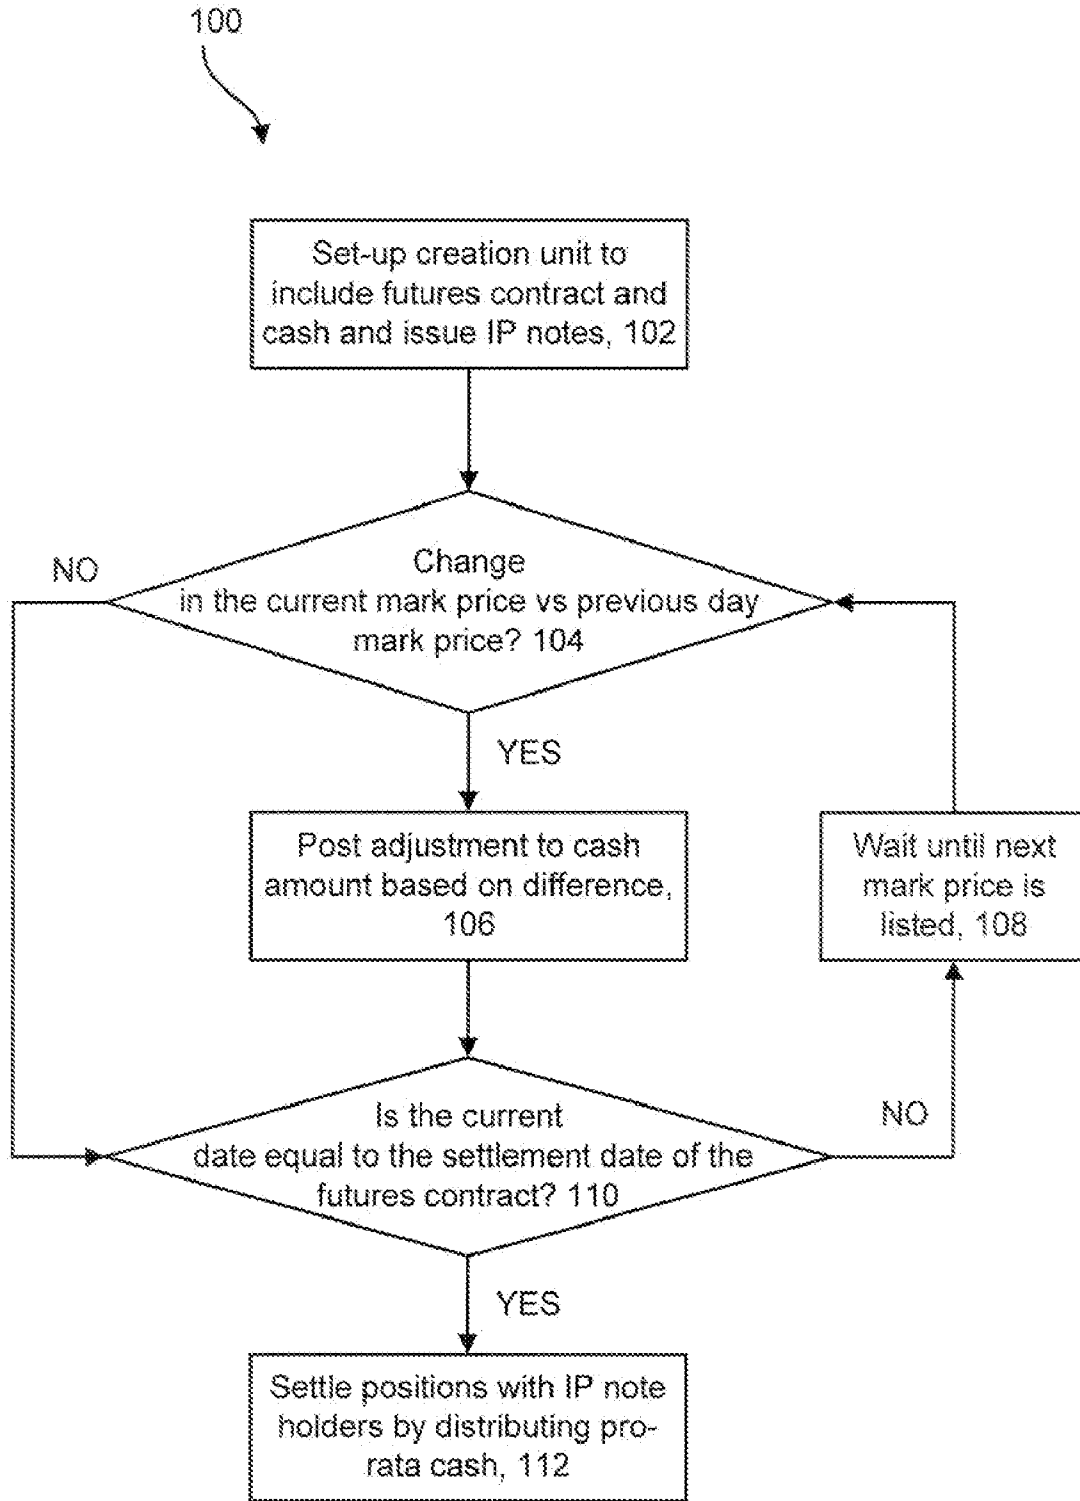 100
Set-up creation unit to
include futures contract and
cash and issue IP notes, 102
Change
in the current mark price vs previous day
mark price? 104
NO
YES
Post adjustment to cash
amount based on difference,
106
Wait until next
mark price is
listed, 108
Is the current
date equal to the settlement date of the
futures contract? 110
NO
YES
Settle positions with IP note
holders by distributing pro-
rata cash, 112